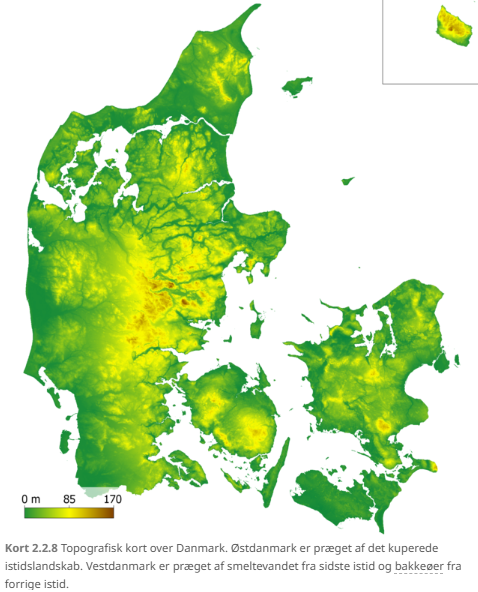 0 m 85 170
Kort 2.2.8 Topografisk kort over Danmark. Østdanmark er præget af det kuperede
istidslandskab. Vestdanmark er præget af smeltevandet fra sidste istid og bakkeøer fra
forrige istid.